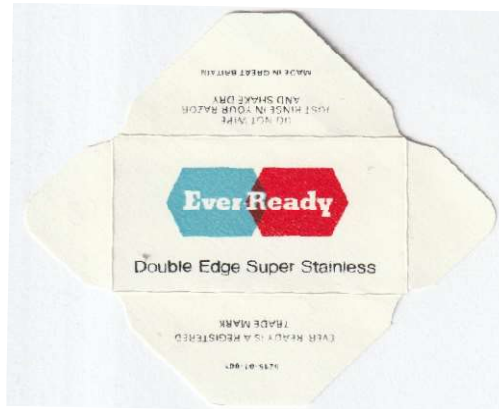 DO NOT WIPE
JUST RINSE IN YOUR RAZOR
AND SHAKE DRY
MADE IN GREAT BRITAIN
Ever-Ready
Double Edge Super Stainless
EVER-READY IS A REGISTERED
TRADE MARK